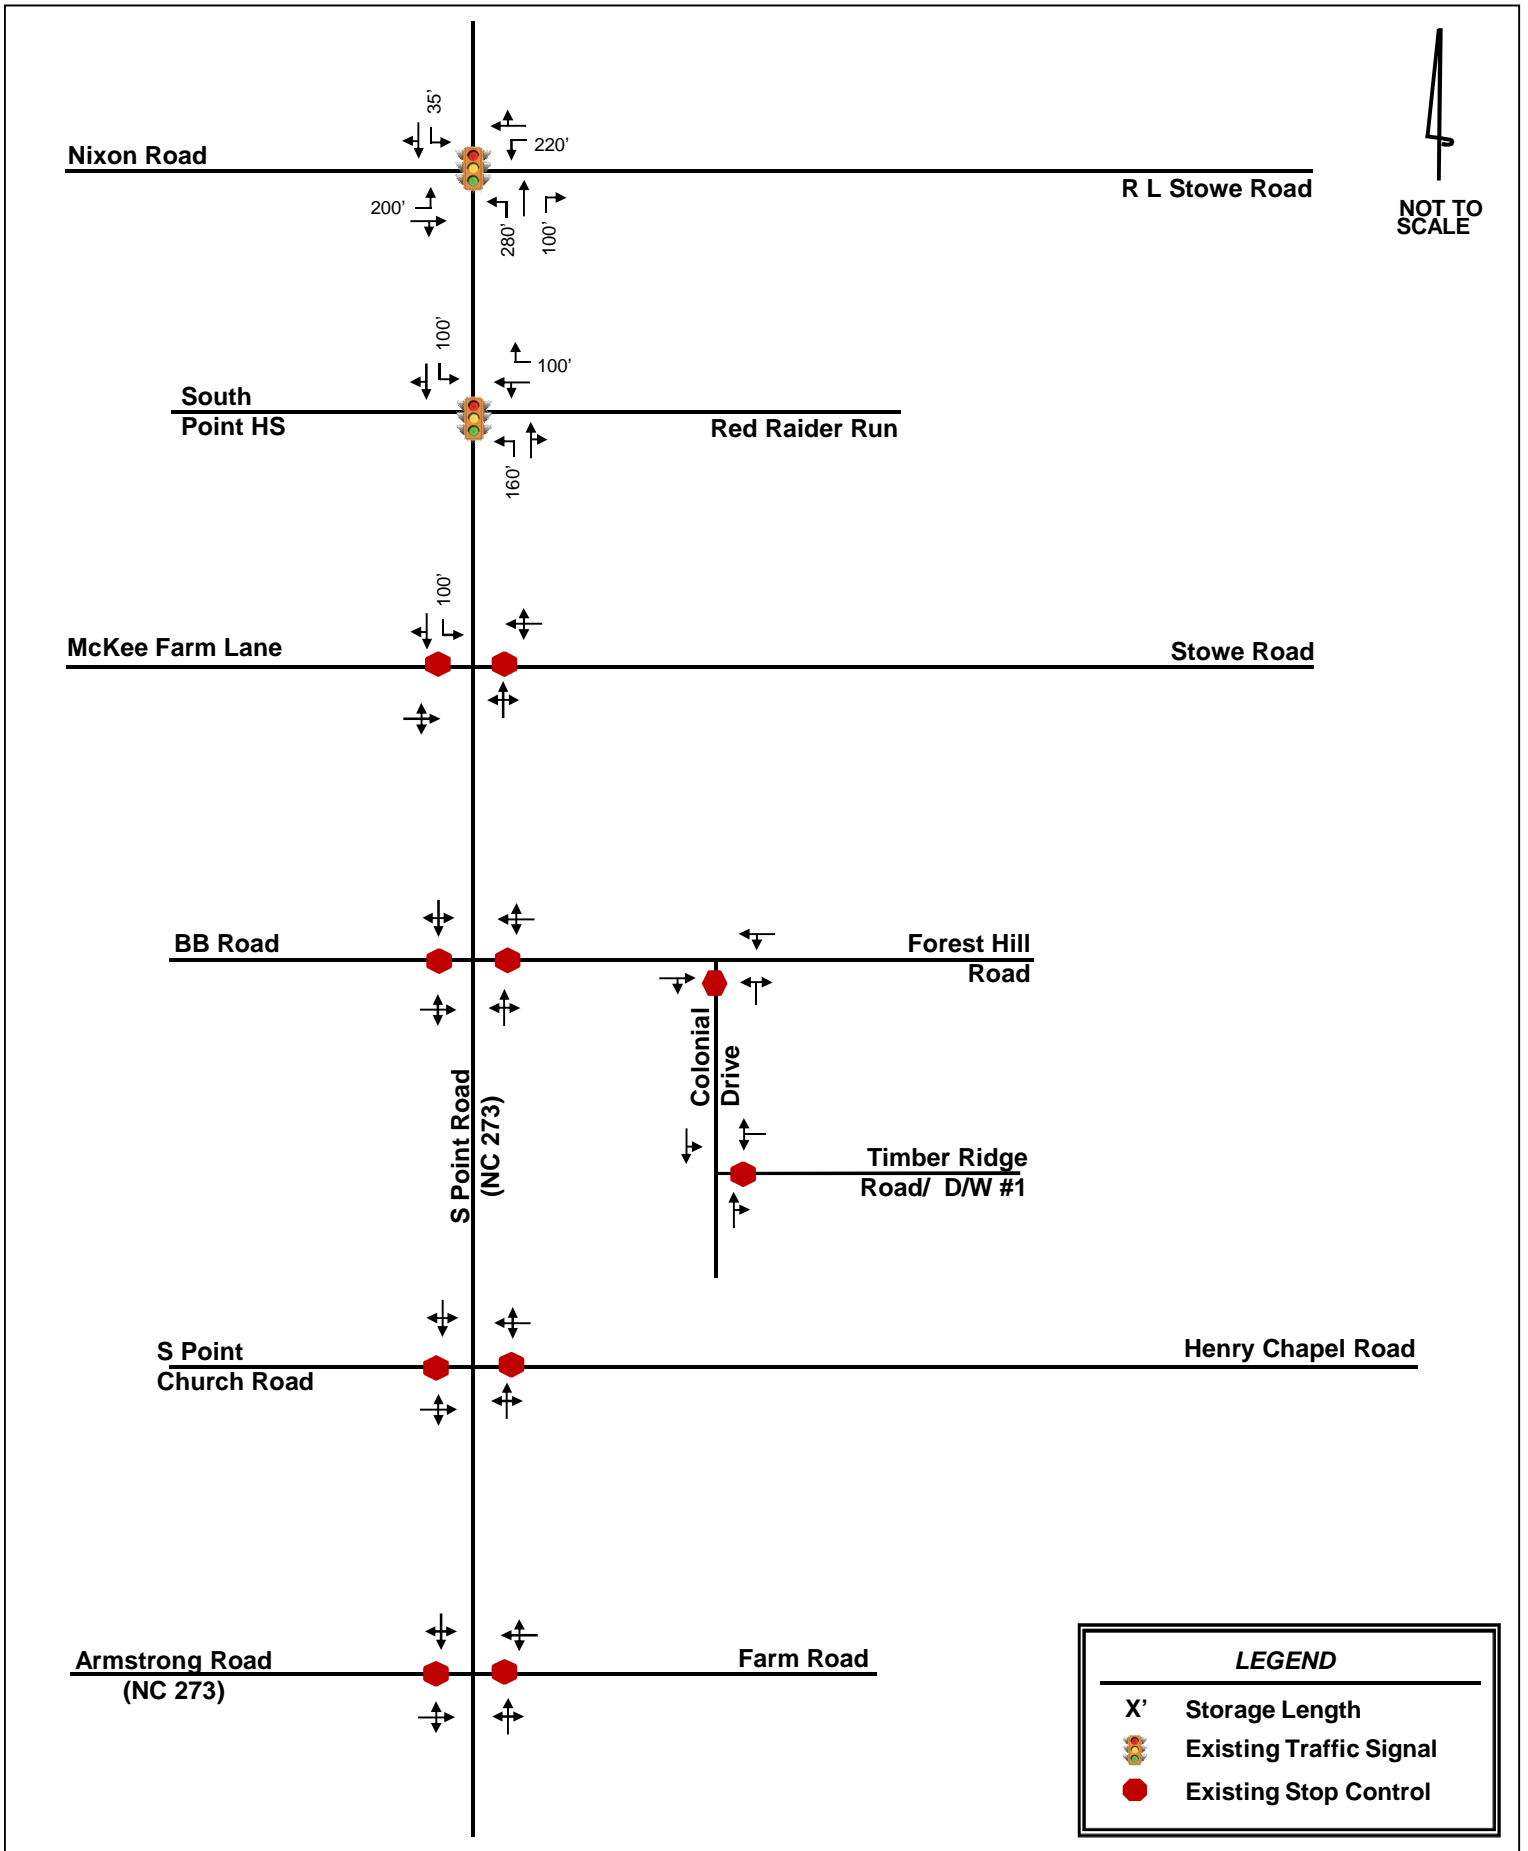 35’
Nixon Road
220’
200’
280’
100’
R L Stowe Road
NOT TO
SCALE
100’
100’
South
Point HS
Red Raider Run
160’
100’
McKee Farm Lane
Stowe Road
BB Road
Forest Hill
Road
Colonial
Drive
S Point Road
(NC 273)
Timber Ridge
Road/ D/W #1
S Point
Church Road
Henry Chapel Road
Armstrong Road
(NC 273)
Farm Road
LEGEND
X’ Storage Length
Existing Traffic Signal
Existing Stop Control